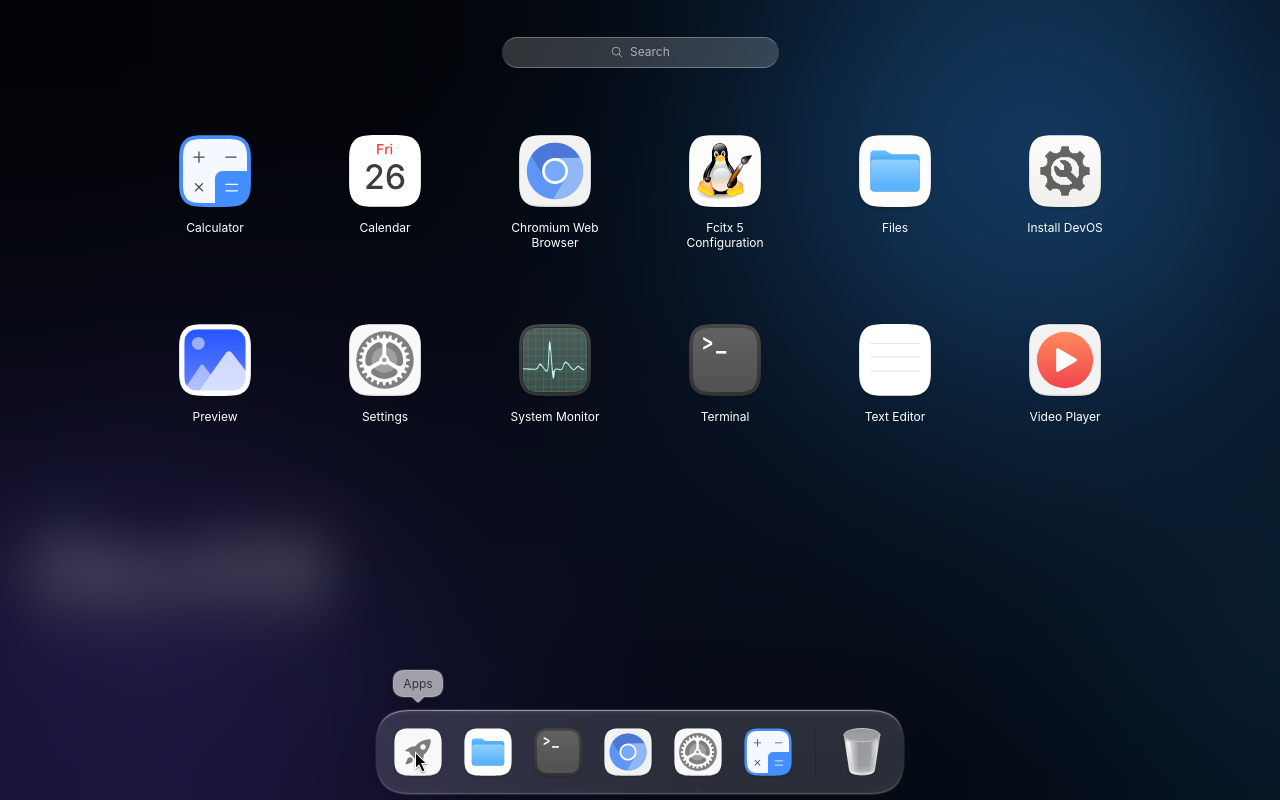 Search
Fri
26
Calculator
Calendar
Chromium Web
Browser
Fcitx 5
Configuration
Files
Install DevOS
Preview
Settings
System Monitor
Terminal
Text Editor
Video Player
Apps